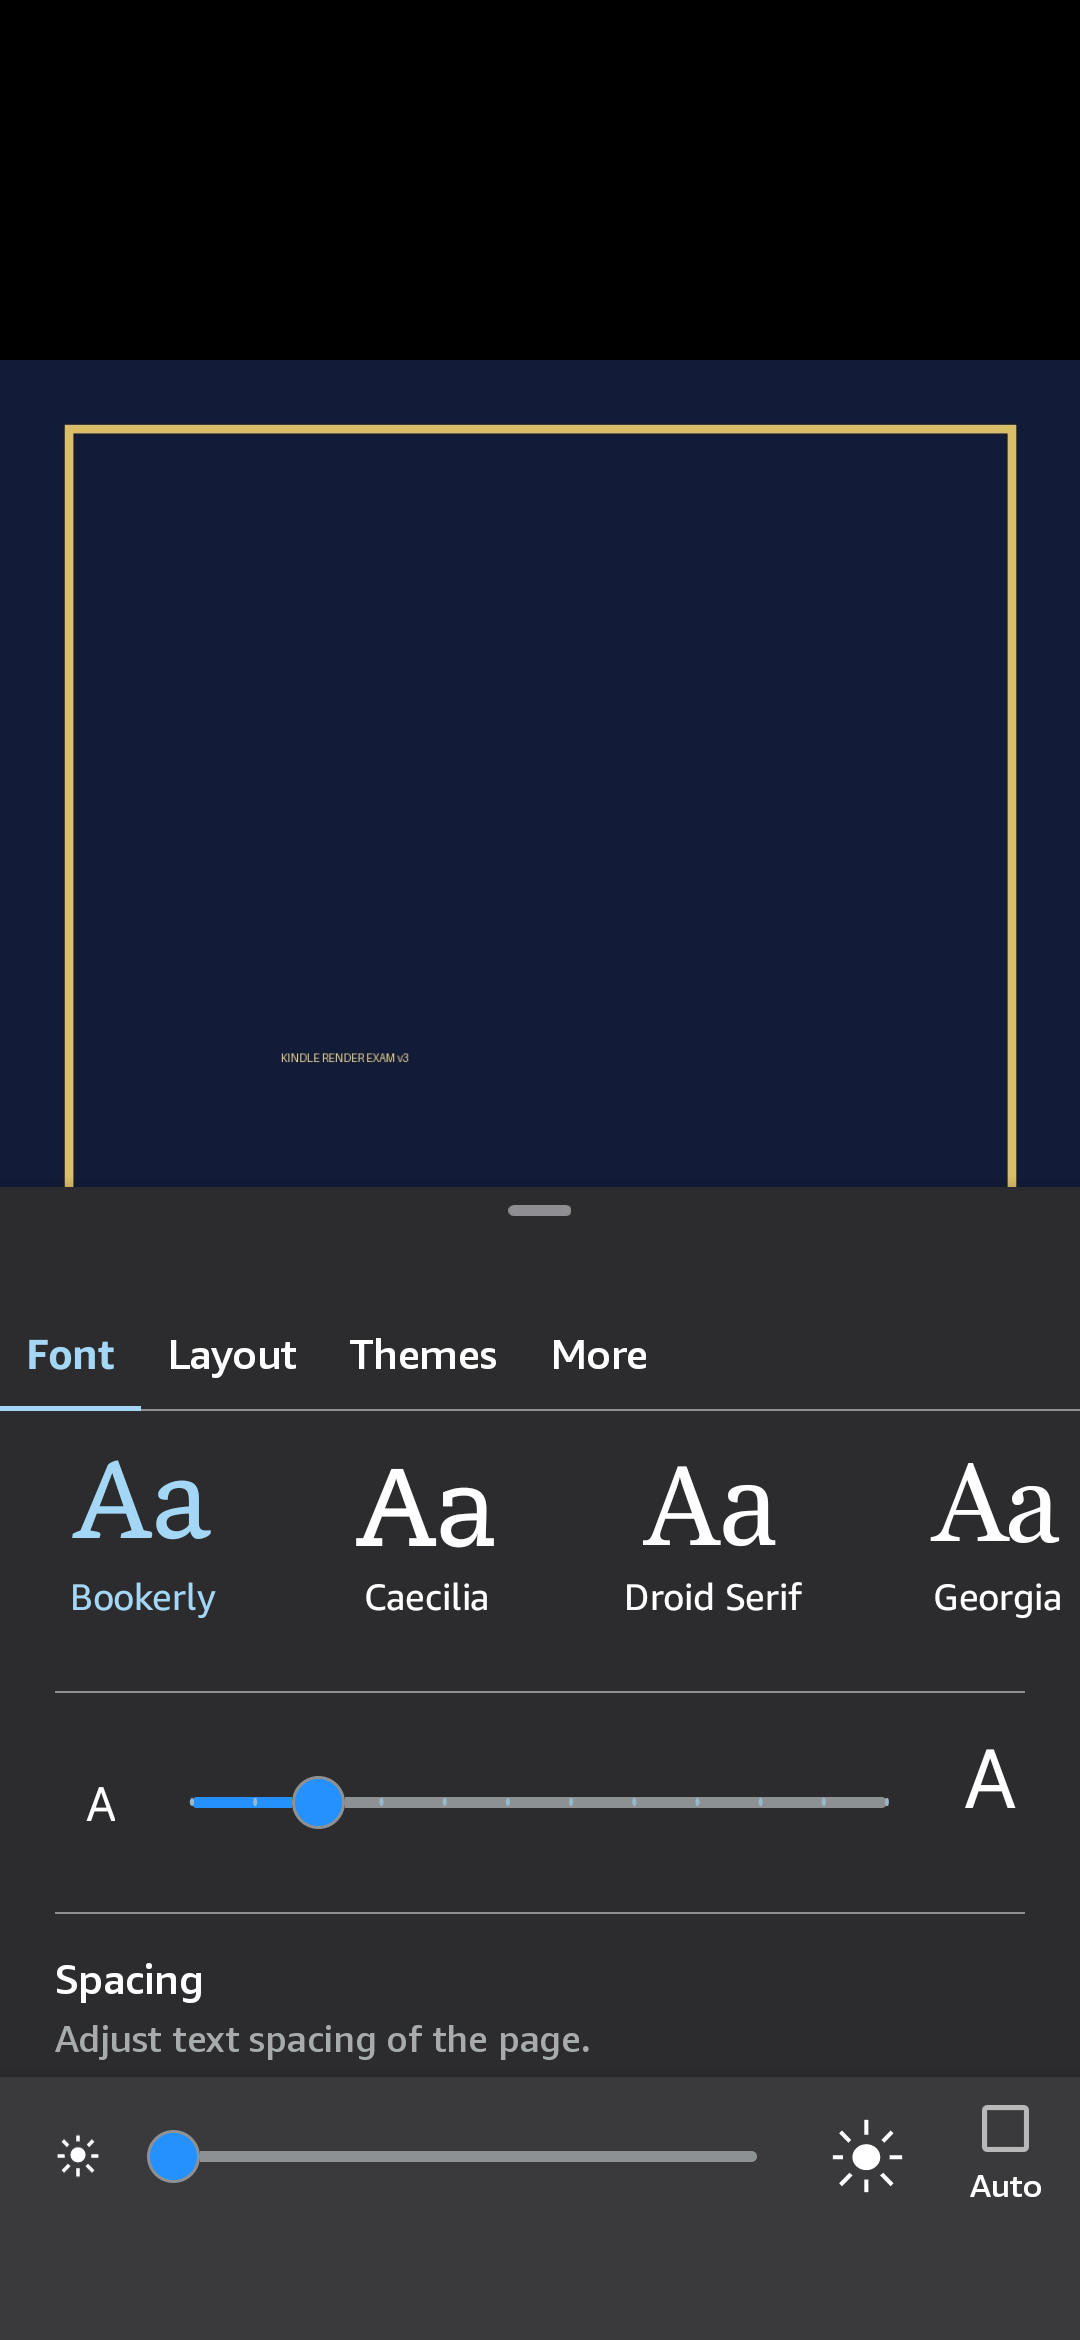 KINDLE RENDER EXAM v3
Font Layout Themes More
Aa Aa Aa Aa
Bookerly Caecilia Droid Serif Georgia
A A
Spacing
Adjust text spacing of the page.
Auto